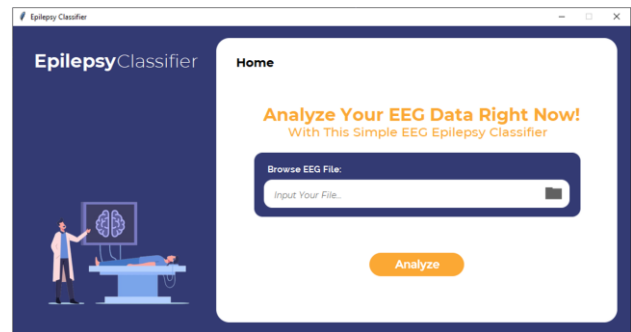 Epilepsy Classifier
EpilepsyClassifier
Home
Analyze Your EEG Data Right Now!
With This Simple EEG Epilepsy Classifier
Browse EEG File:
Input Your File...
Analyze